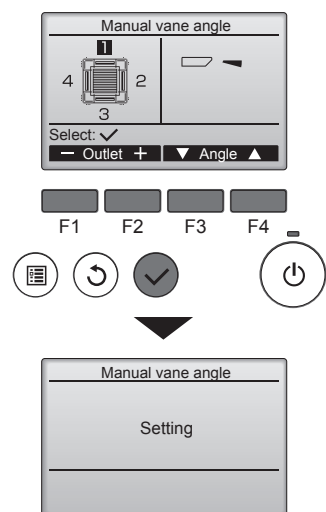 Manual vane angle
1
4 2
3
Select: ✓
− Outlet + ▼ Angle ▲
F1 F2 F3 F4
Manual vane angle
Setting